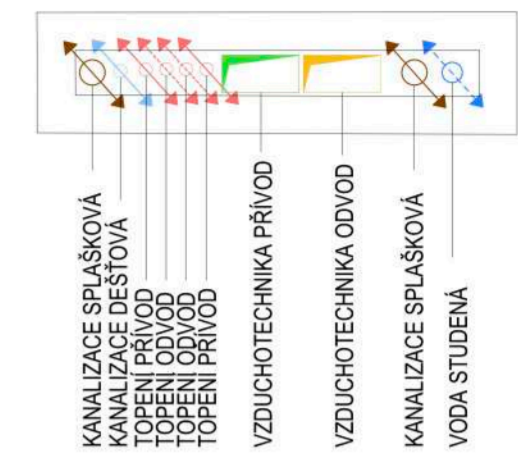 KANALIZACE SPLAŠKOVÁ
KANALIZACE DEŠŤOVÁ
TOPENÍ PŘÍVOD
TOPENÍ ODVOD
TOPENÍ ODVOD
TOPENÍ PŘÍVOD
VZDUCHOTECHNIKA PŘÍVOD
VZDUCHOTECHNIKA ODVOD
KANALIZACE SPLAŠKOVÁ
VODA STUDENÁ